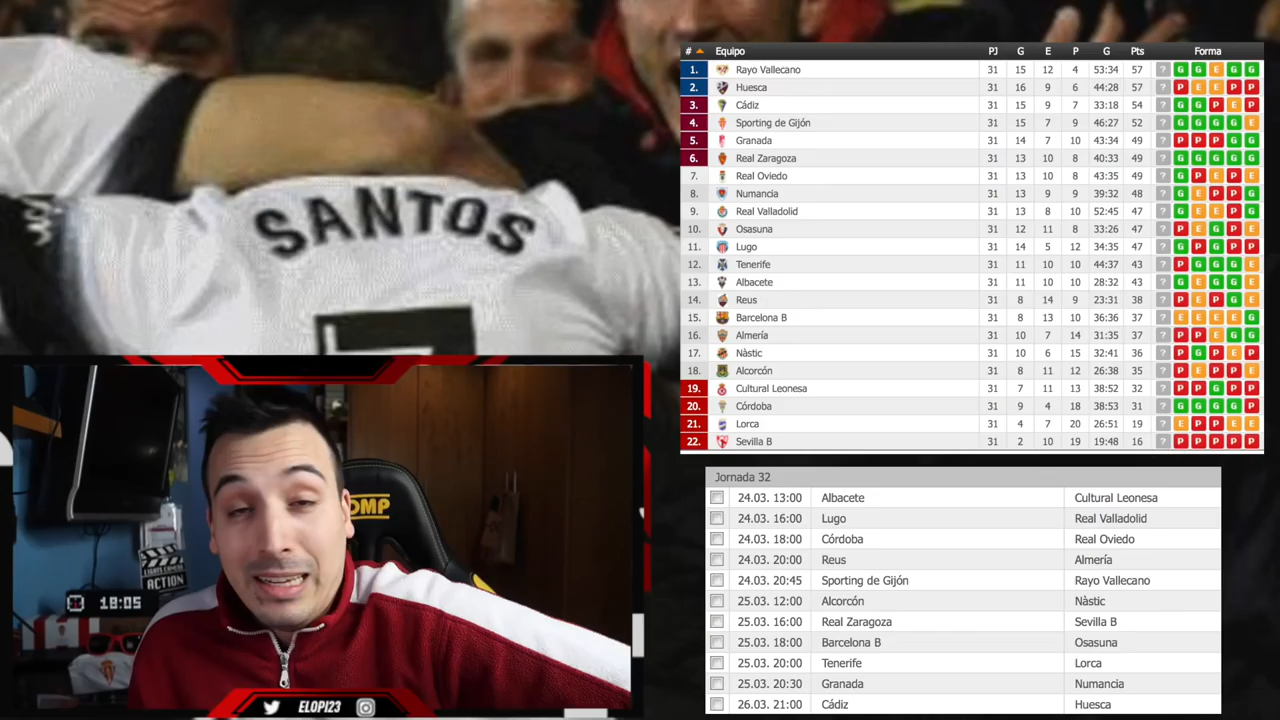 SANTOS
# Equipo PJ G E P G Pts Forma
1. Rayo Vallecano 31 15 12 4 53:34 57 ? G G E G G
2. Huesca 31 16 9 6 44:28 57 ? P E E P P
3. Cádiz 31 15 9 7 33:18 54 ? G G P E P
4. Sporting de Gijón 31 15 7 9 46:27 52 ? G G G G E
5. Granada 31 14 7 10 43:34 49 ? P P P G G
6. Real Zaragoza 31 13 10 8 40:33 49 ? G G G G G
7. Real Oviedo 31 13 10 8 43:35 49 ? G P E P E
8. Numancia 31 13 9 9 39:32 48 ? G E P P G
9. Real Valladolid 31 13 8 10 52:45 47 ? G E E P G
10. Osasuna 31 12 11 8 33:26 47 ? P E G P E
11. Lugo 31 14 5 12 34:35 47 ? G P G P P
12. Tenerife 31 11 10 10 44:37 43 ? P G G G E
13. Albacete 31 11 10 10 28:32 43 ? G E G G E
14. Reus 31 8 14 9 23:31 38 ? P E P G E
15. Barcelona B 31 8 13 10 36:36 37 ? E E E E G
16. Almería 31 10 7 14 31:35 37 ? P P E G G
17. Nàstic 31 10 6 15 32:41 36 ? P G P E P
18. Alcorcón 31 8 11 12 26:38 35 ? P E P P E
19. Cultural Leonesa 31 7 11 13 38:52 32 ? P P G P P
20. Córdoba 31 9 4 18 38:53 31 ? G G G G P
21. Lorca 31 4 7 20 26:51 19 ? E P P E E
22. Sevilla B 31 2 10 19 19:48 16 ? P P P P P
Jornada 32
24.03. 13:00 Albacete Cultural Leonesa
24.03. 16:00 Lugo Real Valladolid
24.03. 18:00 Córdoba Real Oviedo
24.03. 20:00 Reus Almería
24.03. 20:45 Sporting de Gijón Rayo Vallecano
25.03. 12:00 Alcorcón Nàstic
25.03. 16:00 Real Zaragoza Sevilla B
25.03. 18:00 Barcelona B Osasuna
25.03. 20:00 Tenerife Lorca
25.03. 20:30 Granada Numancia
26.03. 21:00 Cádiz Huesca
OMP
LIGHTS CAMERA
ACTION
18:05
ELOPI23